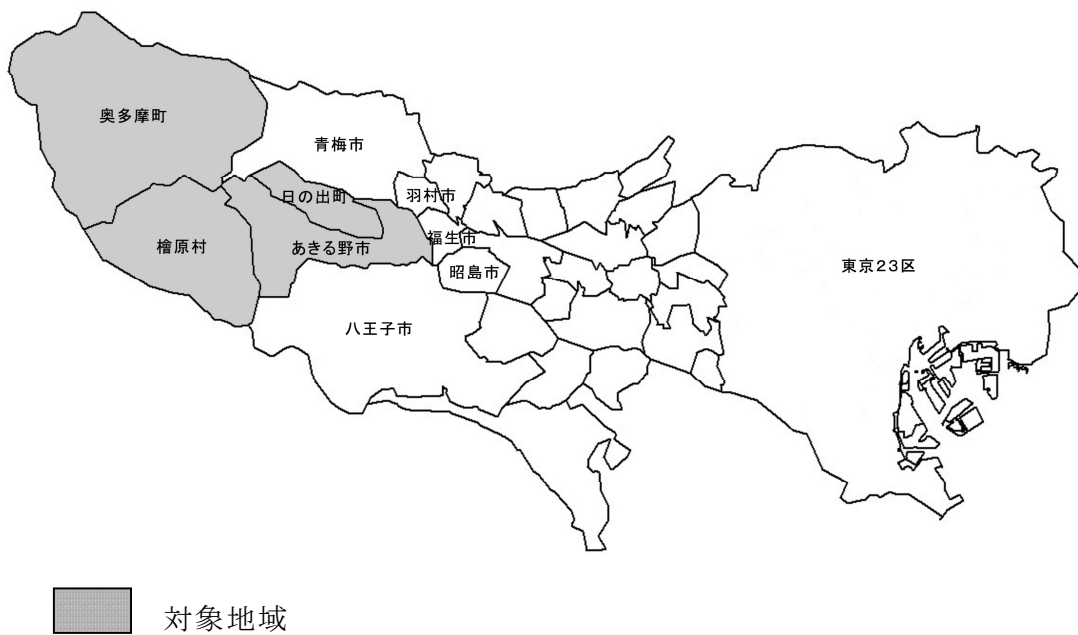 奥多摩町
青梅市
日の出町
羽村市
檜原村
あきる野市
福生市
昭島市
東京23区
八王子市
対象地域